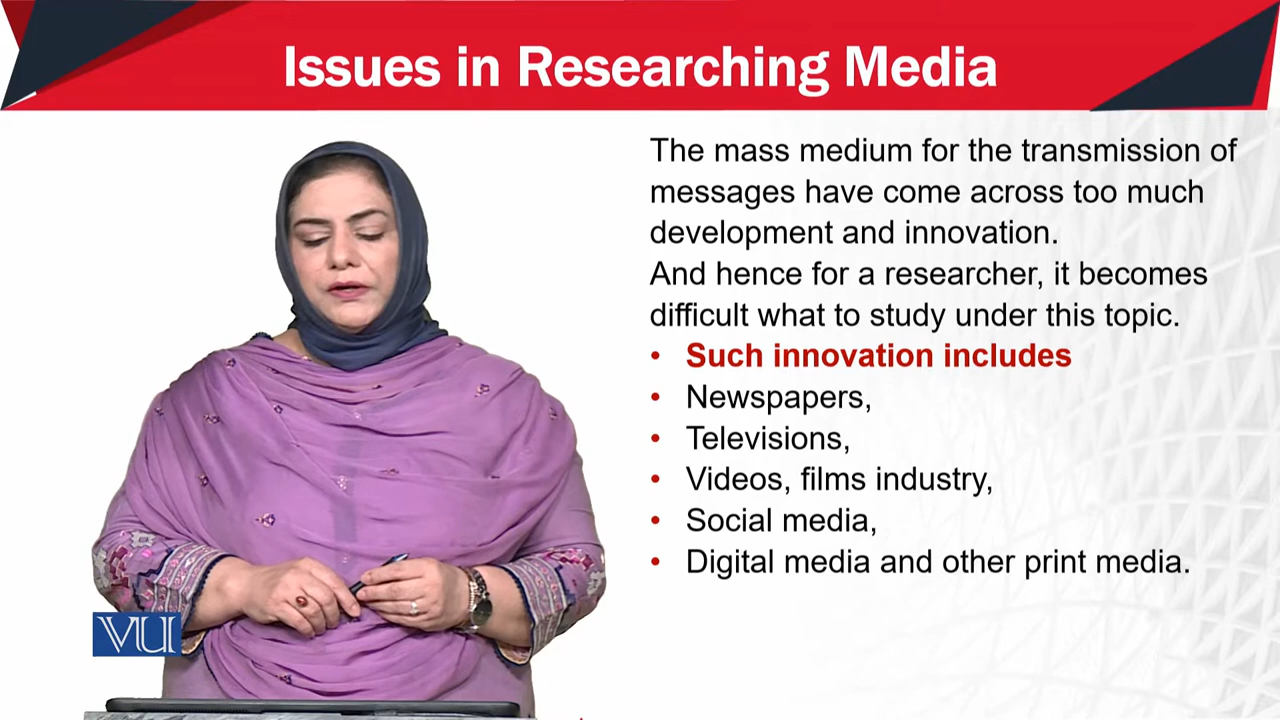 Issues in Researching Media
The mass medium for the transmission of
messages have come across too much
development and innovation.
And hence for a researcher, it becomes
difficult what to study under this topic.
• Such innovation includes
• Newspapers,
• Televisions,
• Videos, films industry,
• Social media,
• Digital media and other print media.
VU